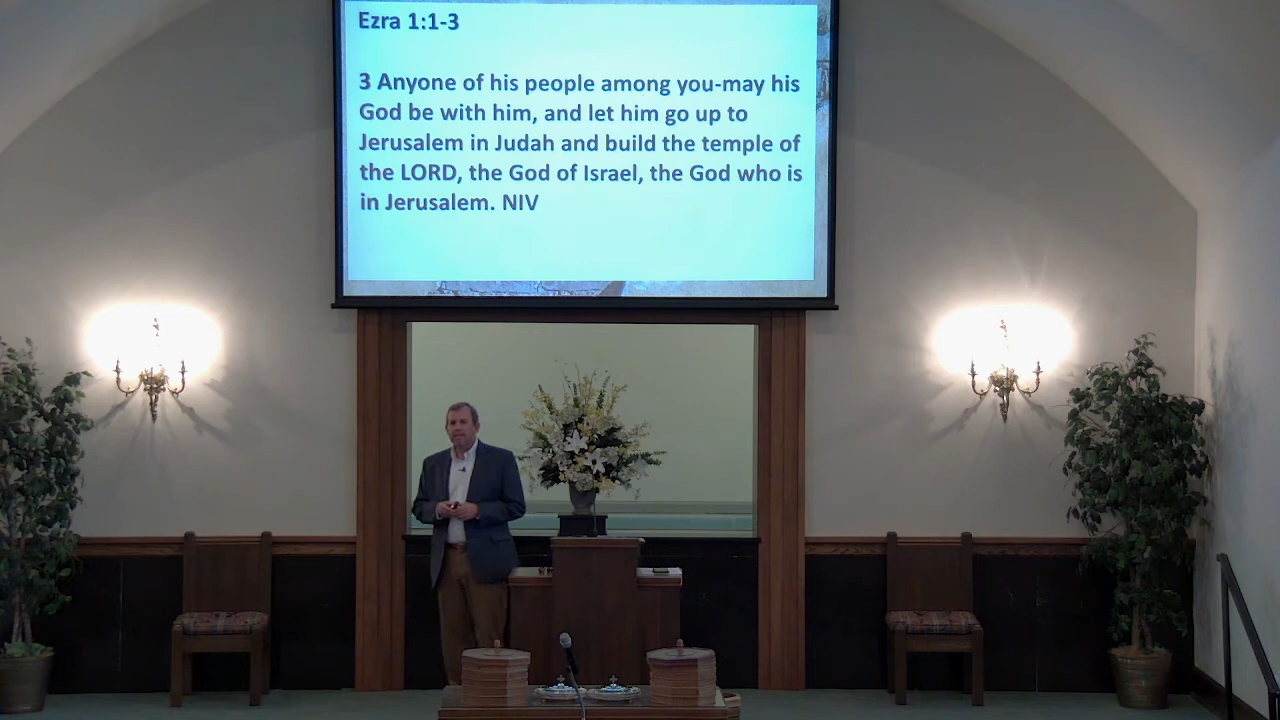 Ezra 1:1-3
3 Anyone of his people among you-may his
God be with him, and let him go up to
Jerusalem in Judah and build the temple of
the LORD, the God of Israel, the God who is
in Jerusalem. NIV